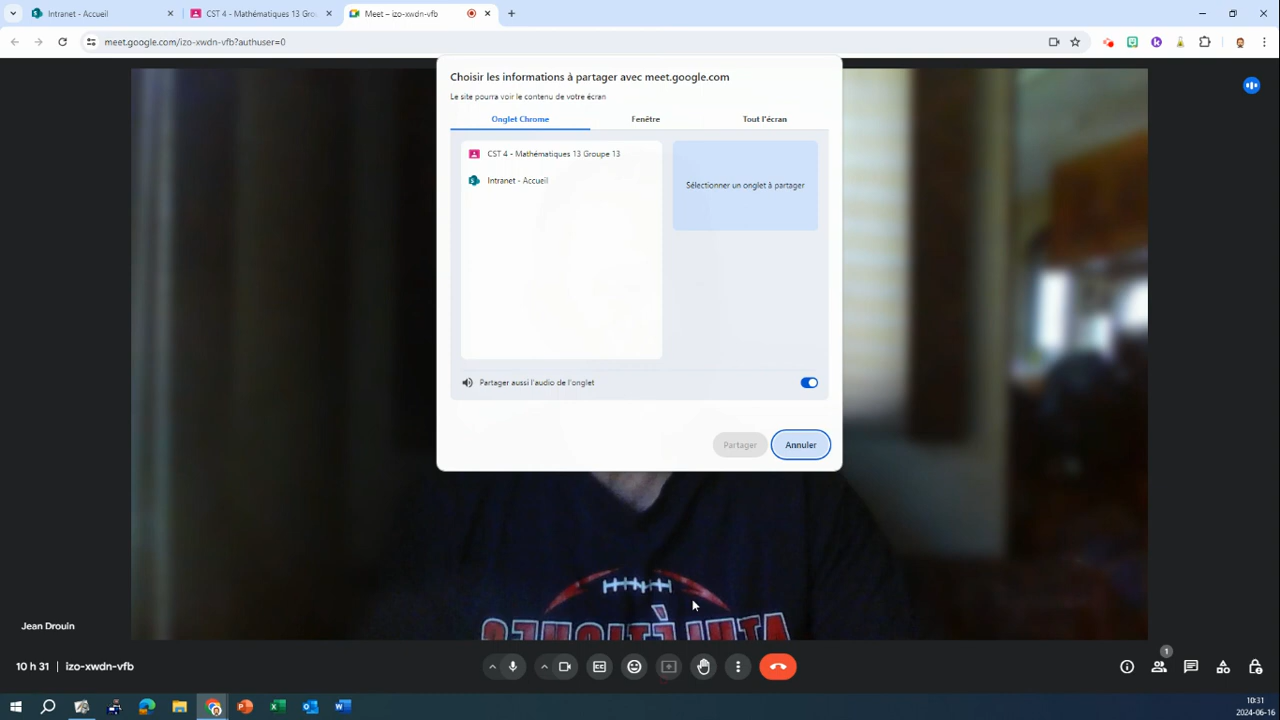 Intranet - Accueil
CST 4 - Mathématiques 13 Gro
Meet – izo-xwdn-vfb
meet.google.com/izo-xwdn-vfb?authuser=0
Choisir les informations à partager avec meet.google.com
Le site pourra voir le contenu de votre écran
Onglet Chrome
Fenêtre
Tout l'écran
CST 4 - Mathématiques 13 Groupe 13
Intranet - Accueil
Sélectionner un onglet à partager
Partager aussi l'audio de l'onglet
Partager
Annuler
Jean Drouin
10 h 31 | izo-xwdn-vfb
1
10:31
2024-06-16